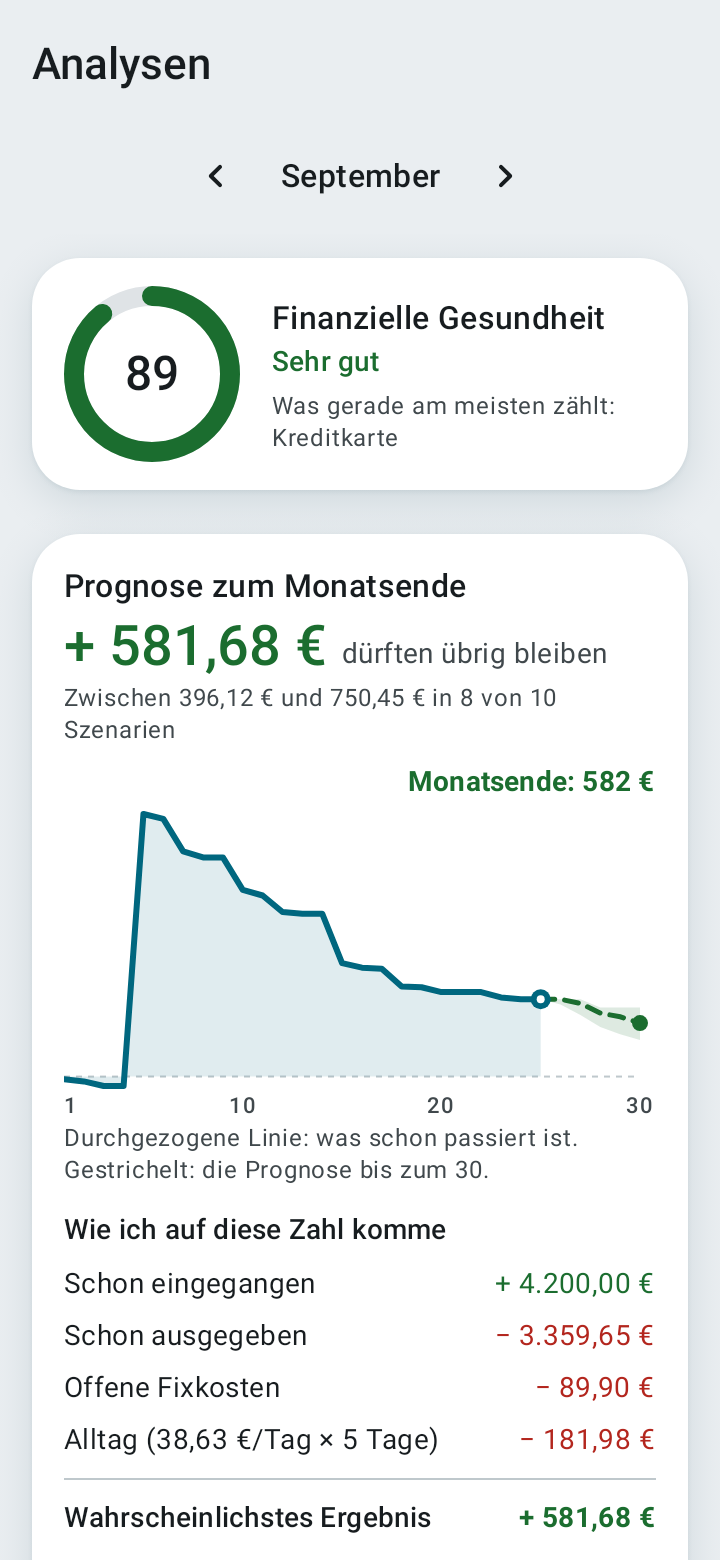 Analysen
September
89
Finanzielle Gesundheit
Sehr gut
Was gerade am meisten zählt:
Kreditkarte
Prognose zum Monatsende
+ 581,68 € dürften übrig bleiben
Zwischen 396,12 € und 750,45 € in 8 von 10
Szenarien
Monatsende: 582 €
1 10 20 30
Durchgezogene Linie: was schon passiert ist.
Gestrichelt: die Prognose bis zum 30.
Wie ich auf diese Zahl komme
Schon eingegangen + 4.200,00 €
Schon ausgegeben − 3.359,65 €
Offene Fixkosten − 89,90 €
Alltag (38,63 €/Tag × 5 Tage) − 181,98 €
Wahrscheinlichstes Ergebnis + 581,68 €